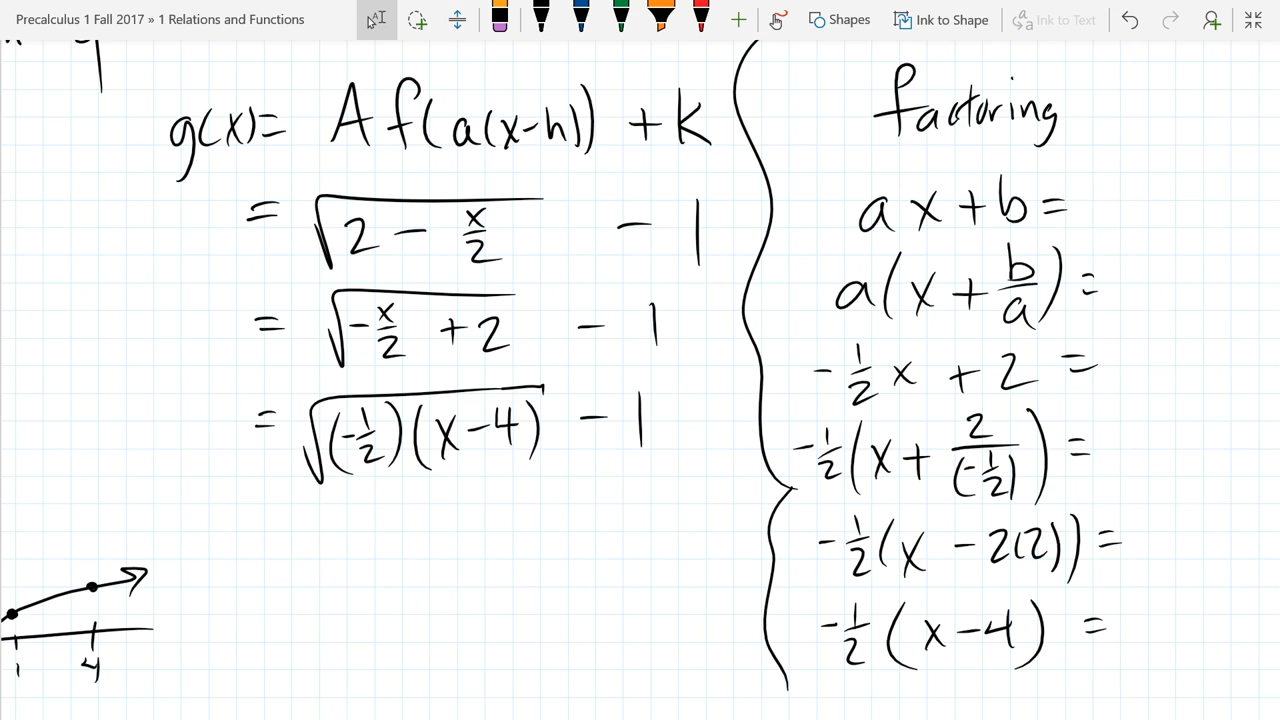 Precalculus 1 Fall 2017 » 1 Relations and Functions
Shapes
Ink to Shape
Ink to Text
g(x)= A f(a(x-h)) + K
= √(2 - x/2) - 1
= √(-x/2 + 2) - 1
= √((-1/2)(x-4)) - 1
1 4
factoring
ax+b=
a(x + b/a) =
-1/2 x + 2 =
-1/2(x + 2/(-1/2)) =
-1/2(x - 2(2)) =
-1/2(x-4) =